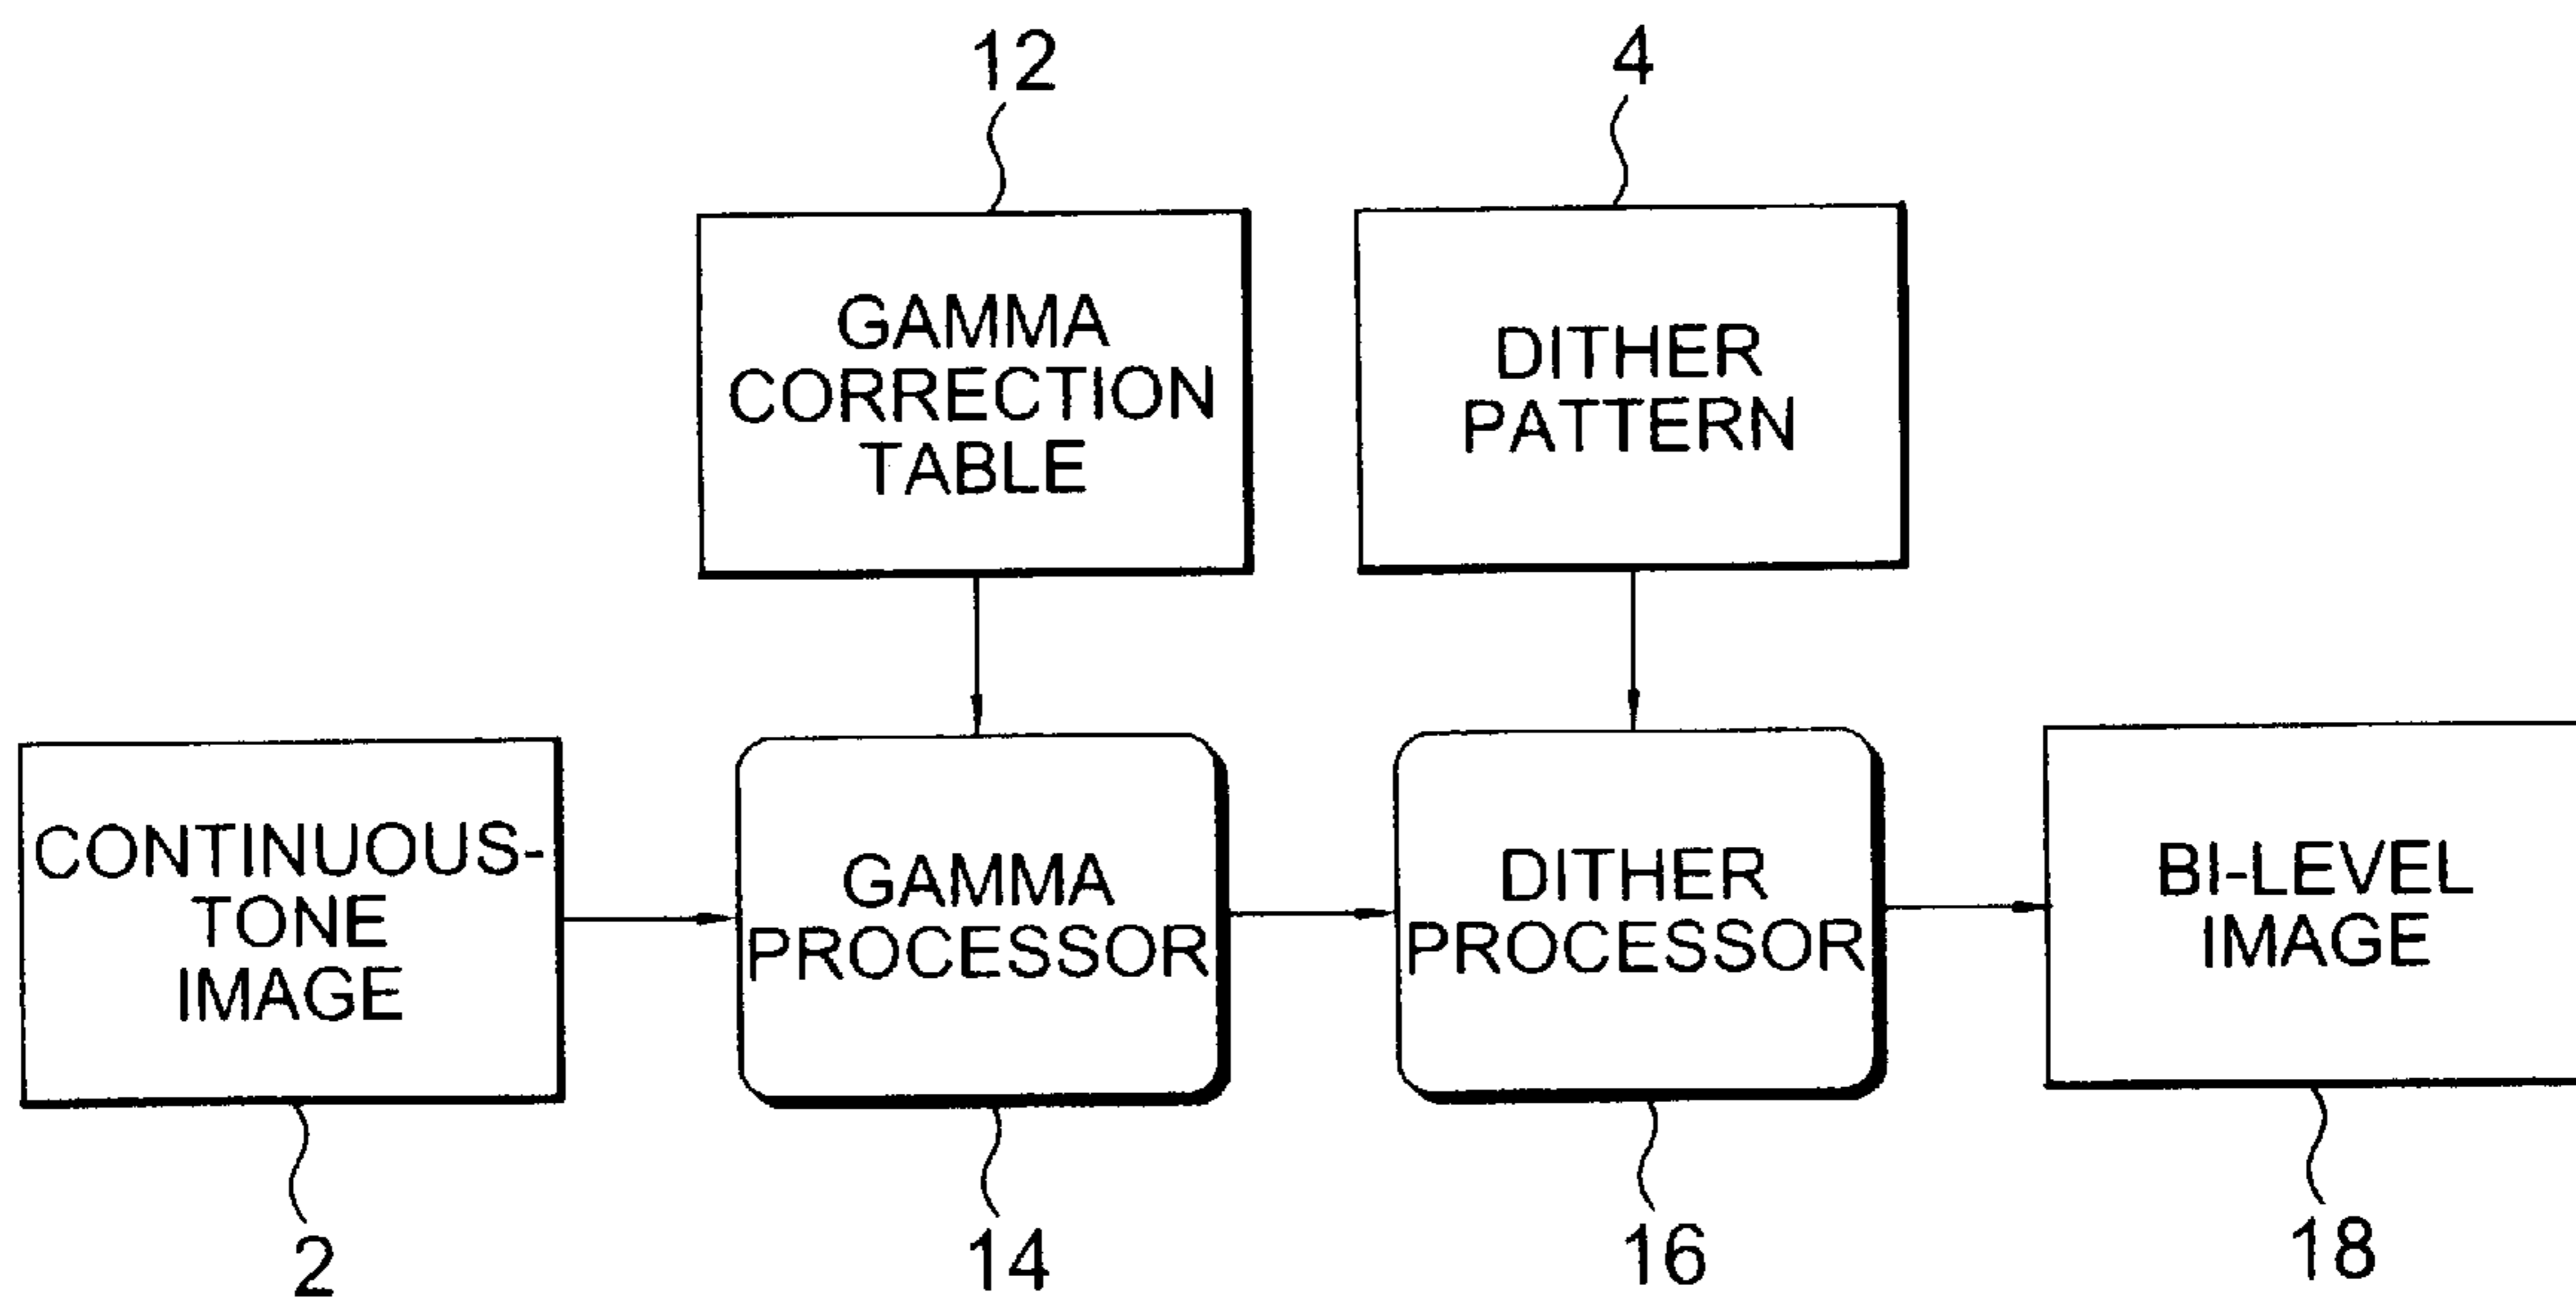 12
4
GAMMA
CORRECTION
TABLE
DITHER
PATTERN
CONTINUOUS-
TONE
IMAGE
GAMMA
PROCESSOR
DITHER
PROCESSOR
BI-LEVEL
IMAGE
2
14
16
18